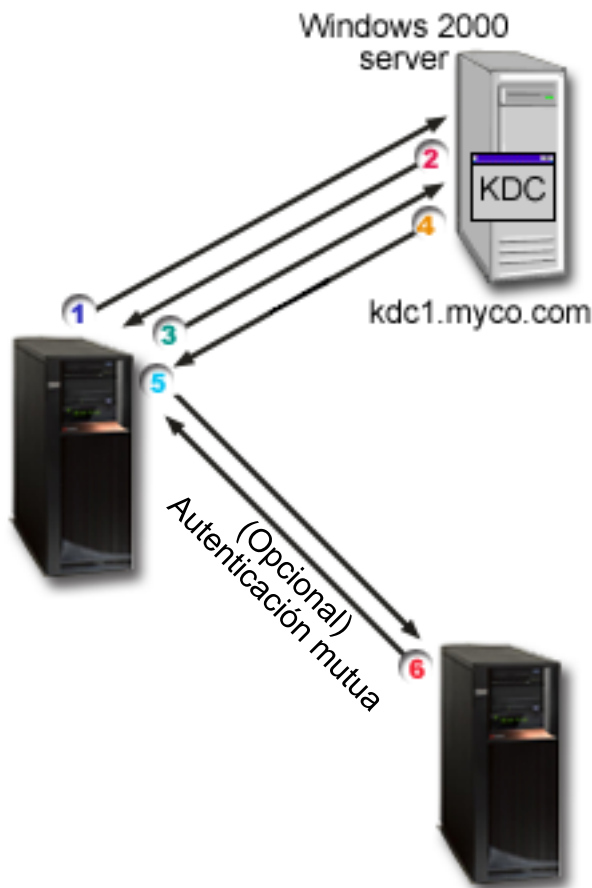 Windows 2000
server
2
KDC
4
1
kdc1.myco.com
3
5
(Opcional)
Autenticación mutua
6